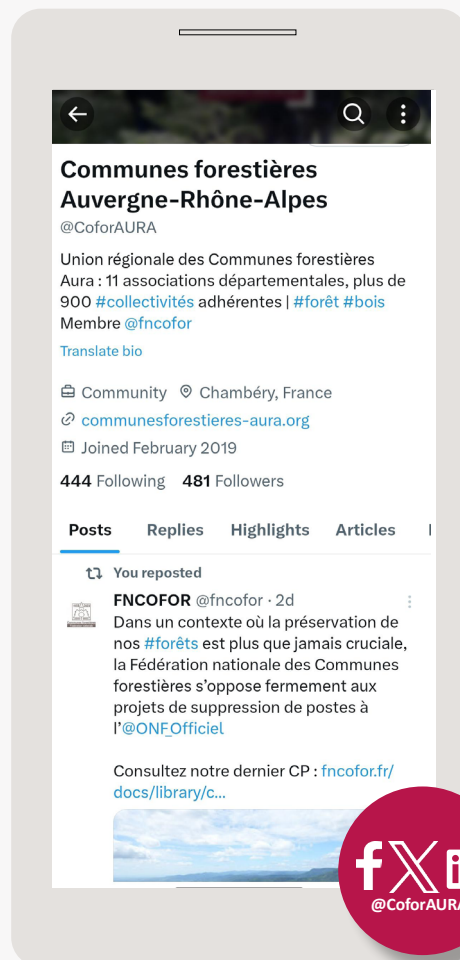 Communes forestières
Auvergne-Rhône-Alpes
@CoforAURA
Union régionale des Communes forestières
Aura : 11 associations départementales, plus de
900 #collectivités adhérentes | #forêt #bois
Membre @fncofor
Translate bio
Community Chambéry, France
communesforestieres-aura.org
Joined February 2019
444 Following 481 Followers
Posts Replies Highlights Articles
You reposted
FNCOFOR @fncofor · 2d
Dans un contexte où la préservation de
nos #forêts est plus que jamais cruciale,
la Fédération nationale des Communes
forestières s’oppose fermement aux
projets de suppression de postes à
l’@ONF_Officiel
Consultez notre dernier CP : fncofor.fr/
docs/library/c...
@CoforAURA